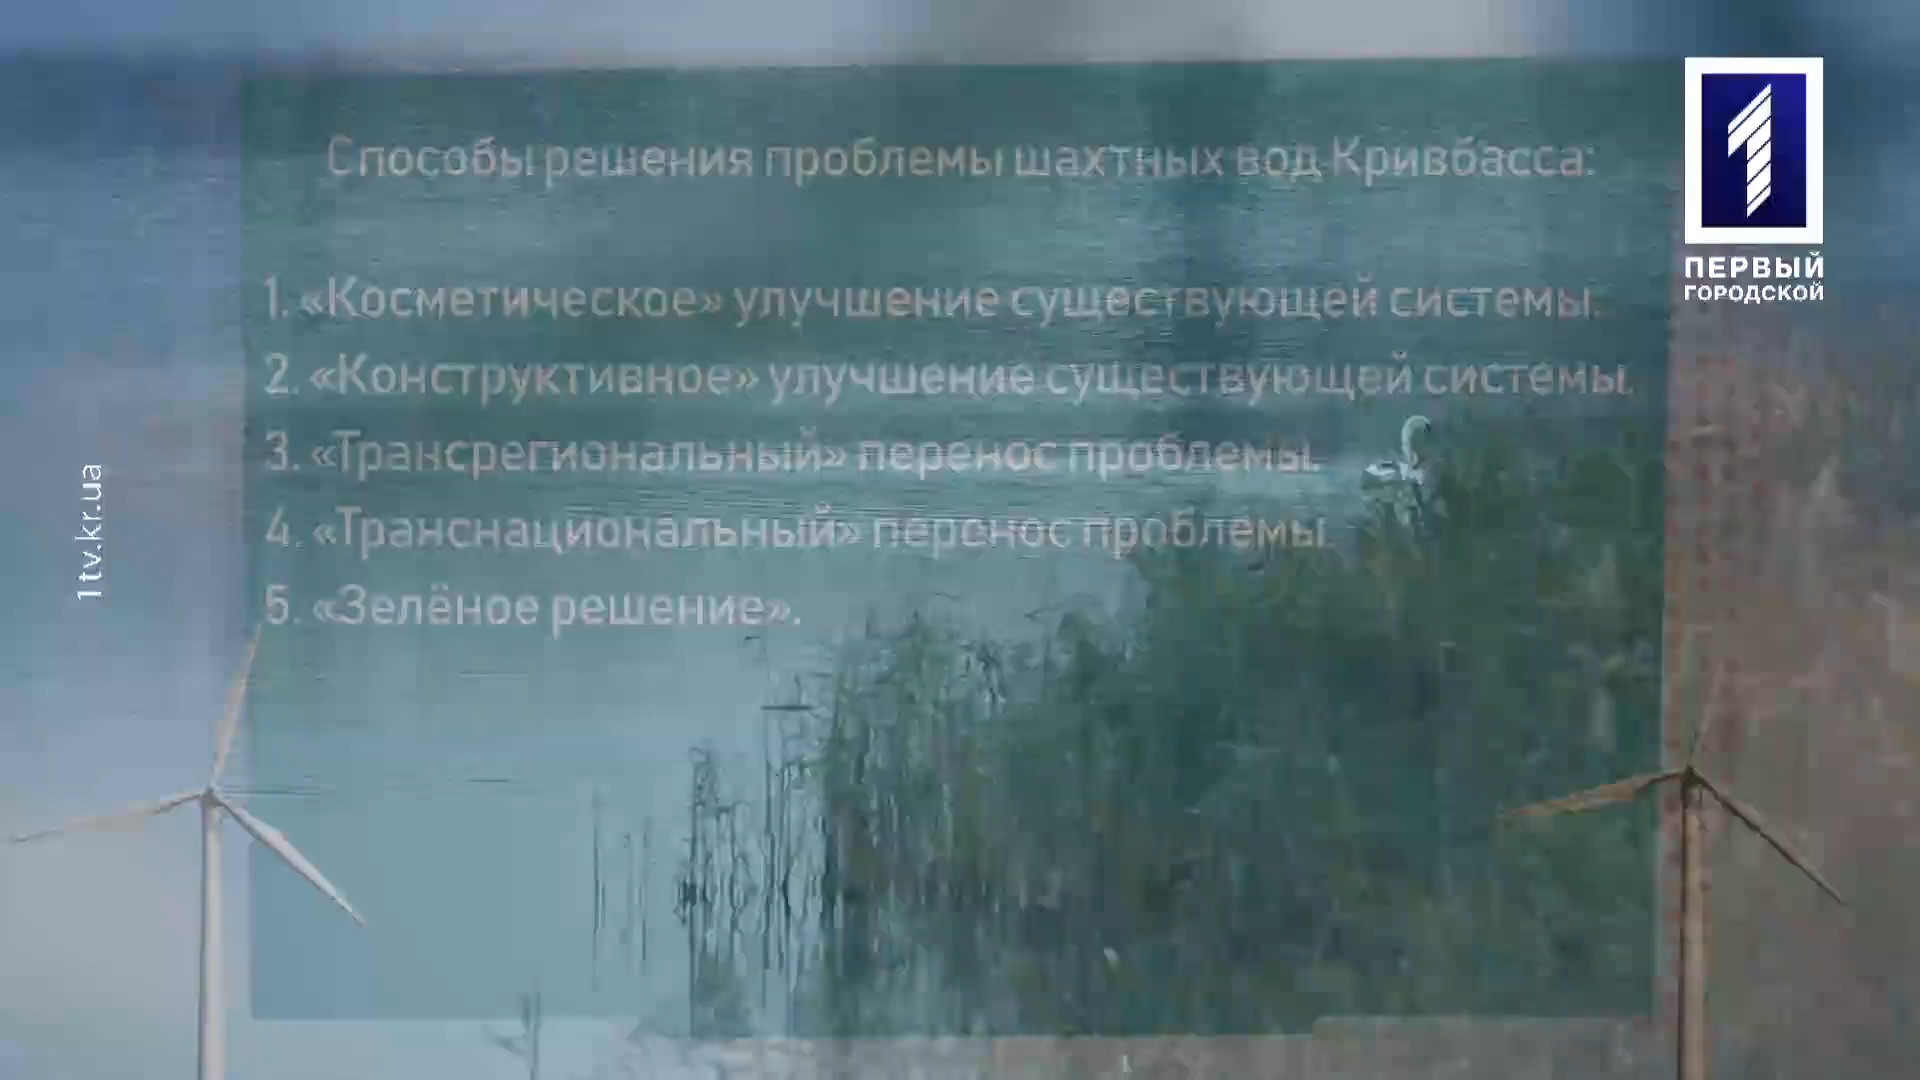 Способы решения проблемы шахтных вод Кривбасса:
1. «Косметическое» улучшение существующей системы.
2. «Конструктивное» улучшение существующей системы.
3. «Трансрегиональный» перенос проблемы.
4. «Транснациональный» перенос проблемы.
5. «Зелёное решение».
1
ПЕРВЫЙ
ГОРОДСКОЙ
1tv.kr.ua